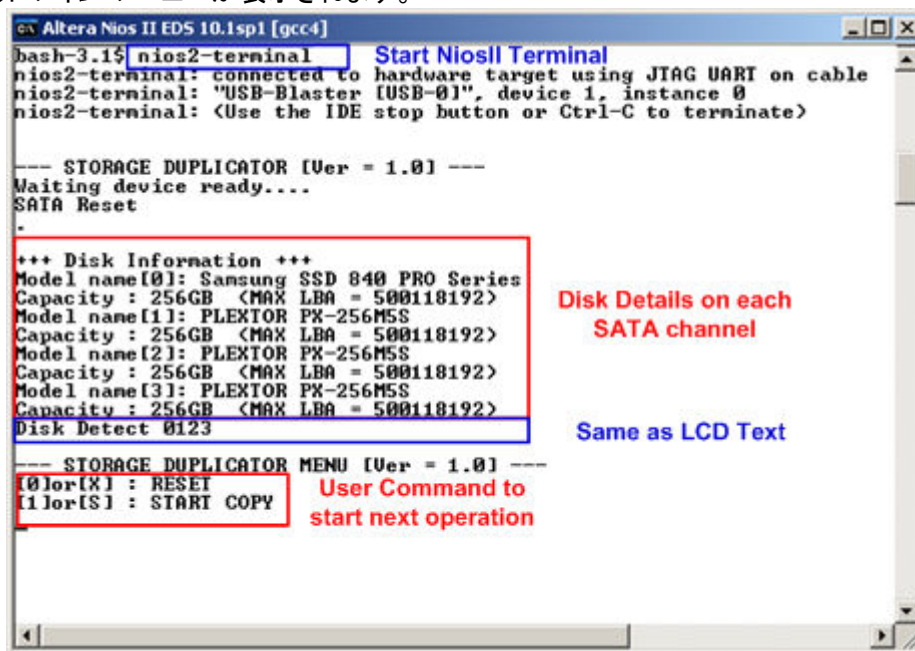 Altera Nios II EDS 10.1sp1 [gcc4]
bash-3.1$ nios2-terminal
Start NiosII Terminal
nios2-terminal: connected to hardware target using JTAG UART on cable
nios2-terminal: "USB-Blaster [USB-0]", device 1, instance 0
nios2-terminal: (Use the IDE stop button or Ctrl-C to terminate)
--- STORAGE DUPLICATOR [Ver = 1.0] ---
Waiting device ready....
SATA Reset
.
+++ Disk Information +++
Model name[0]: Samsung SSD 840 PRO Series
Capacity : 256GB (MAX LBA = 500118192)
Model name[1]: PLEXTOR PX-256M5S
Capacity : 256GB (MAX LBA = 500118192)
Model name[2]: PLEXTOR PX-256M5S
Capacity : 256GB (MAX LBA = 500118192)
Model name[3]: PLEXTOR PX-256M5S
Capacity : 256GB (MAX LBA = 500118192)
Disk Details on each
SATA channel
Disk Detect 0123
Same as LCD Text
--- STORAGE DUPLICATOR MENU [Ver = 1.0] ---
[0]or[X] : RESET
[1]or[S] : START COPY
User Command to
start next operation